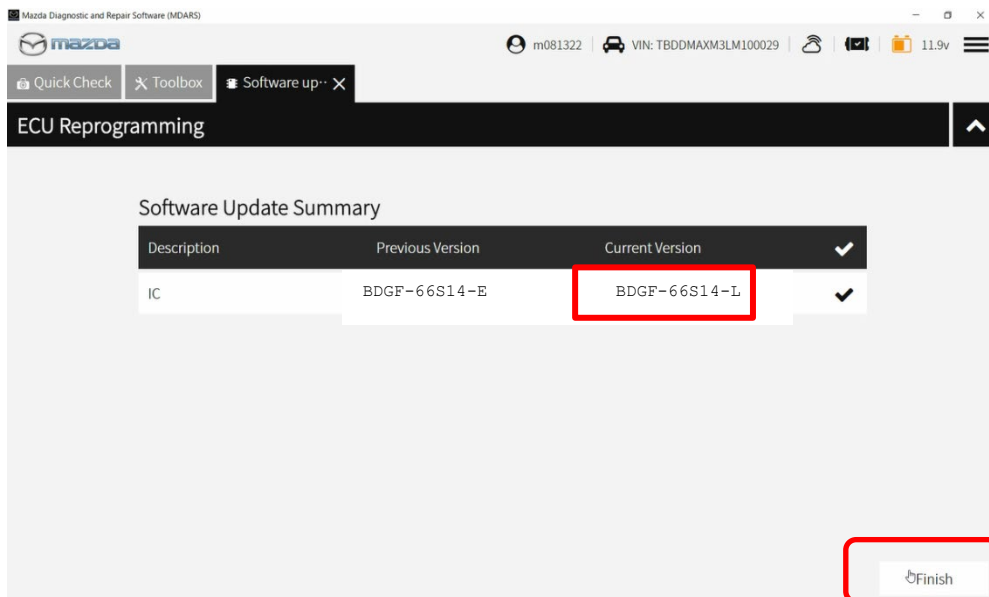 Mazda Diagnostic and Repair Software (MDARS)
mazda
m081322 VIN: TBDDMAXM3LM100029 11.9v
Quick Check Toolbox Software up··
ECU Reprogramming
Software Update Summary
Description Previous Version Current Version
IC BDGF-66S14-E BDGF-66S14-L
Finish